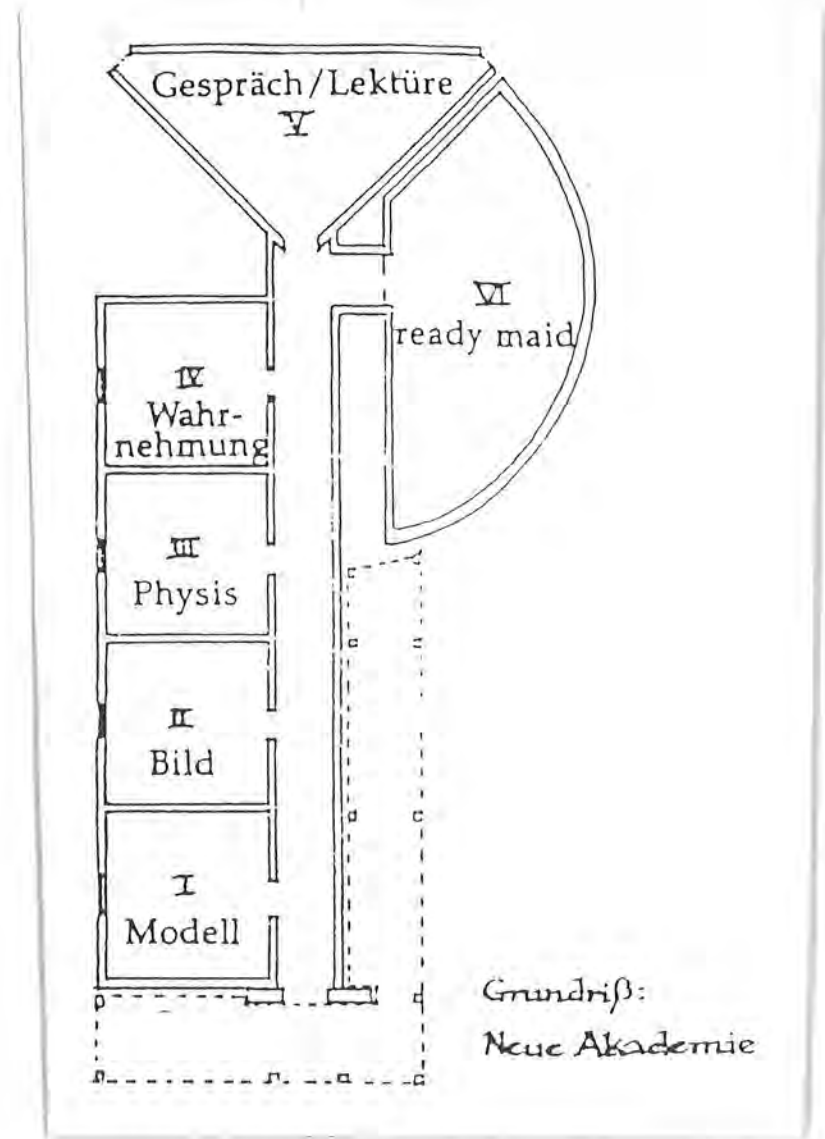 Gespräch/Lektüre
V
VI
ready maid
IV
Wahr-
nehmung
III
Physis
II
Bild
I
Modell
Grundriß:
Neue Akademie